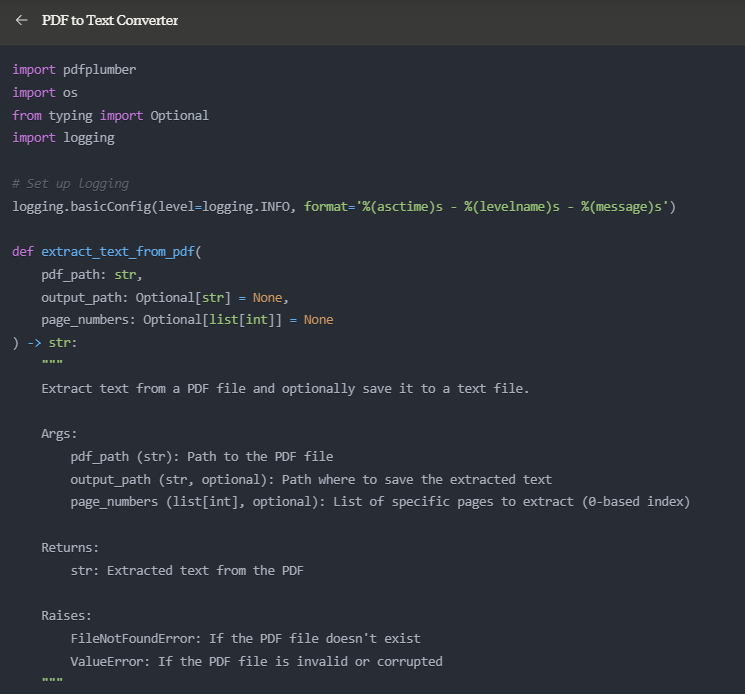 ← PDF to Text Converter
import pdfplumber
import os
from typing import Optional
import logging

# Set up logging
logging.basicConfig(level=logging.INFO, format='%(asctime)s - %(levelname)s - %(message)s')

def extract_text_from_pdf(
    pdf_path: str,
    output_path: Optional[str] = None,
    page_numbers: Optional[list[int]] = None
) -> str:
    """
    Extract text from a PDF file and optionally save it to a text file.

    Args:
        pdf_path (str): Path to the PDF file
        output_path (str, optional): Path where to save the extracted text
        page_numbers (list[int], optional): List of specific pages to extract (0-based index)

    Returns:
        str: Extracted text from the PDF

    Raises:
        FileNotFoundError: If the PDF file doesn't exist
        ValueError: If the PDF file is invalid or corrupted
    """